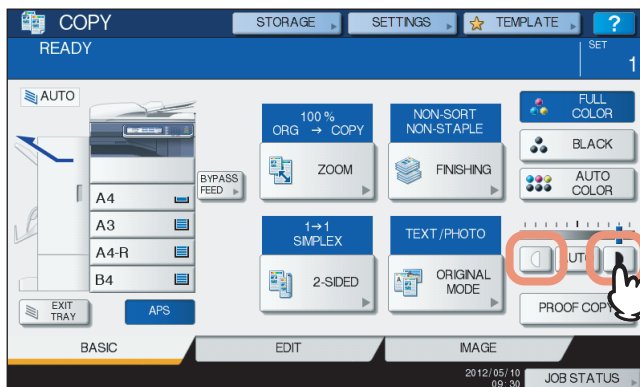 COPY
STORAGE
SETTINGS
TEMPLATE
?
READY
SET
1
AUTO
100 %
ORG → COPY
NON-SORT
NON-STAPLE
FULL
COLOR
BLACK
ZOOM
FINISHING
AUTO
COLOR
BYPASS
FEED
A4
A3
A4-R
B4
1→1
SIMPLEX
TEXT/PHOTO
AUTO
2-SIDED
ORIGINAL
MODE
EXIT
TRAY
APS
PROOF COPY
BASIC
EDIT
IMAGE
2012/05/10
09:30
JOB STATUS